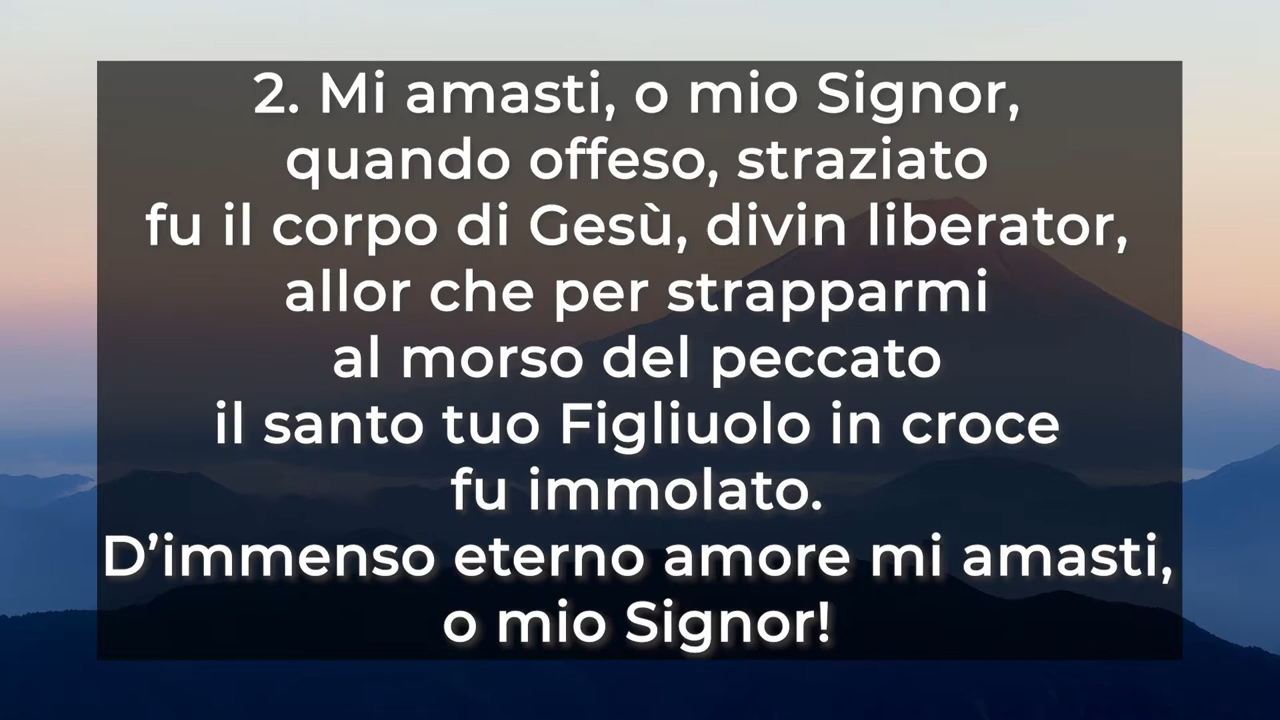 2. Mi amasti, o mio Signor,
quando offeso, straziato
fu il corpo di Gesù, divin liberator,
allor che per strapparmi
al morso del peccato
il santo tuo Figliuolo in croce
fu immolato.
D’immenso eterno amore mi amasti,
o mio Signor!